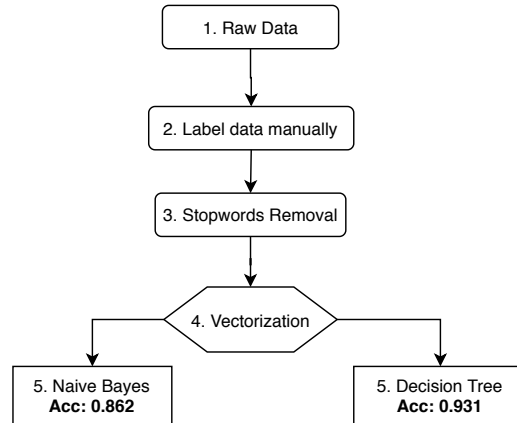 1. Raw Data
2. Label data manually
3. Stopwords Removal
4. Vectorization
5. Naive Bayes
Acc: 0.862
5. Decision Tree
Acc: 0.931